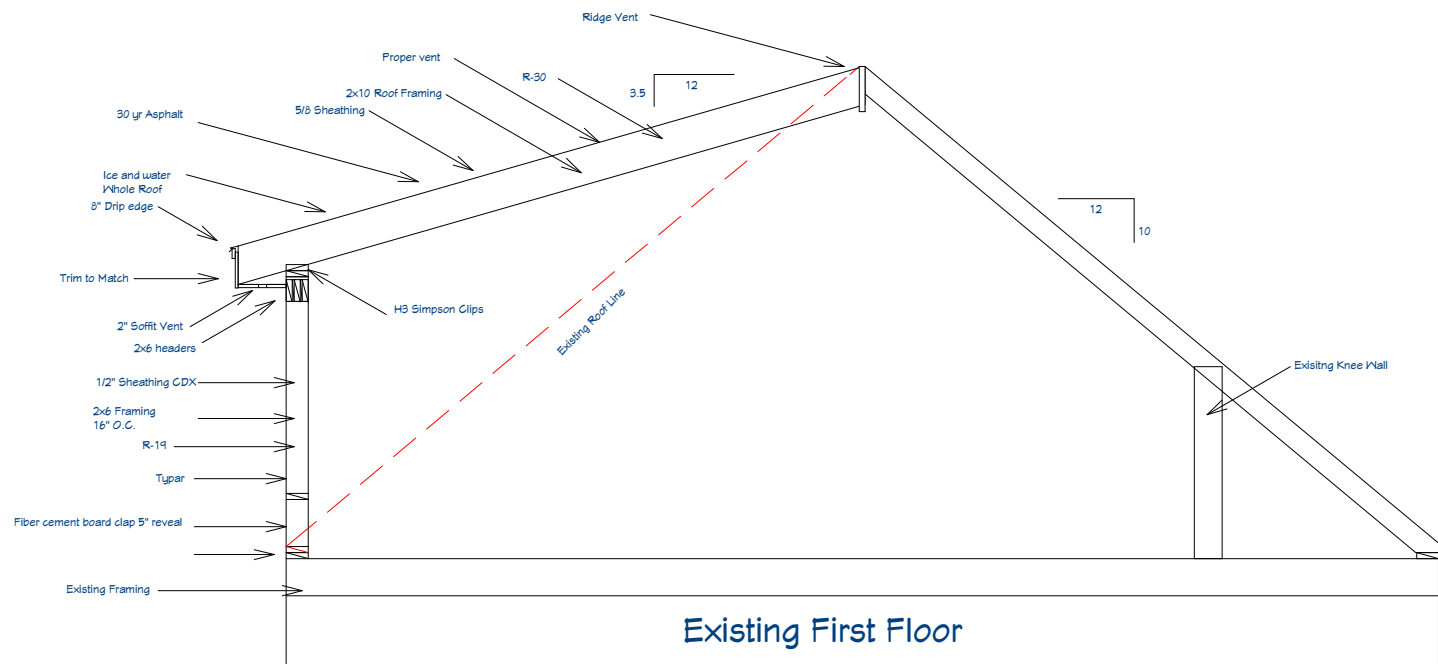 Ridge Vent
Proper vent
R-30
3.5
12
2x10 Roof Framing
5/8 Sheathing
30 yr Asphalt
Ice and water
Whole Roof
8" Drip edge
12
10
Trim to Match
H3 Simpson Clips
Existing Roof Line
2" Soffit Vent
2x6 headers
Exisitng Knee Wall
1/2" Sheathing CDX
2x6 Framing
16" O.C.
R-19
Typar
Fiber cement board clap 5" reveal
Existing Framing
Existing First Floor